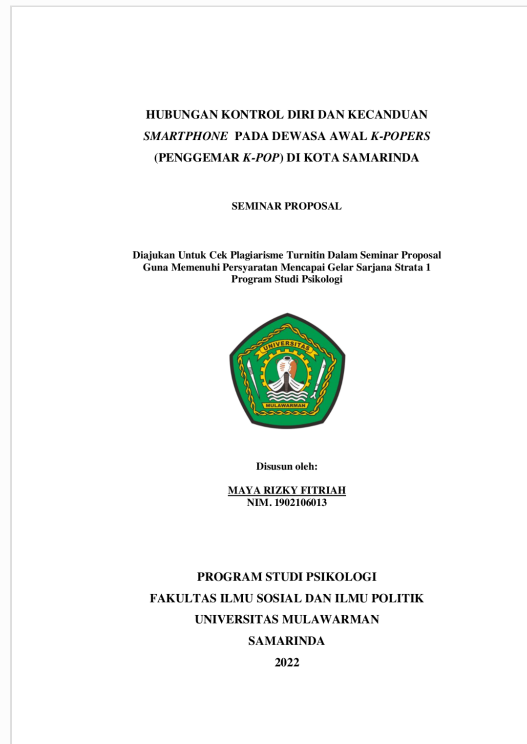 HUBUNGAN KONTROL DIRI DAN KECANDUAN
SMARTPHONE PADA DEWASA AWAL K-POPERS
(PENGGEMAR K-POP) DI KOTA SAMARINDA
SEMINAR PROPOSAL
Diajukan Untuk Cek Plagiarisme Turnitin Dalam Seminar Proposal
Guna Memenuhi Persyaratan Mencapai Gelar Sarjana Strata 1
Program Studi Psikologi
UNIVERSITAS
MULAWARMAN
Disusun oleh:
MAYA RIZKY FITRIAH
NIM. 1902106013
PROGRAM STUDI PSIKOLOGI
FAKULTAS ILMU SOSIAL DAN ILMU POLITIK
UNIVERSITAS MULAWARMAN
SAMARINDA
2022